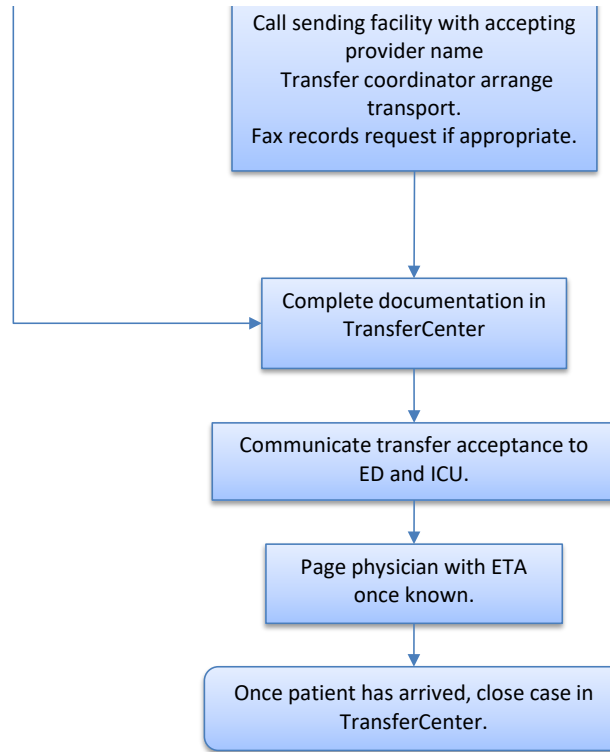 Call sending facility with accepting
provider name
Transfer coordinator arrange
transport.
Fax records request if appropriate.
Complete documentation in
TransferCenter
Communicate transfer acceptance to
ED and ICU.
Page physician with ETA
once known.
Once patient has arrived, close case in
TransferCenter.